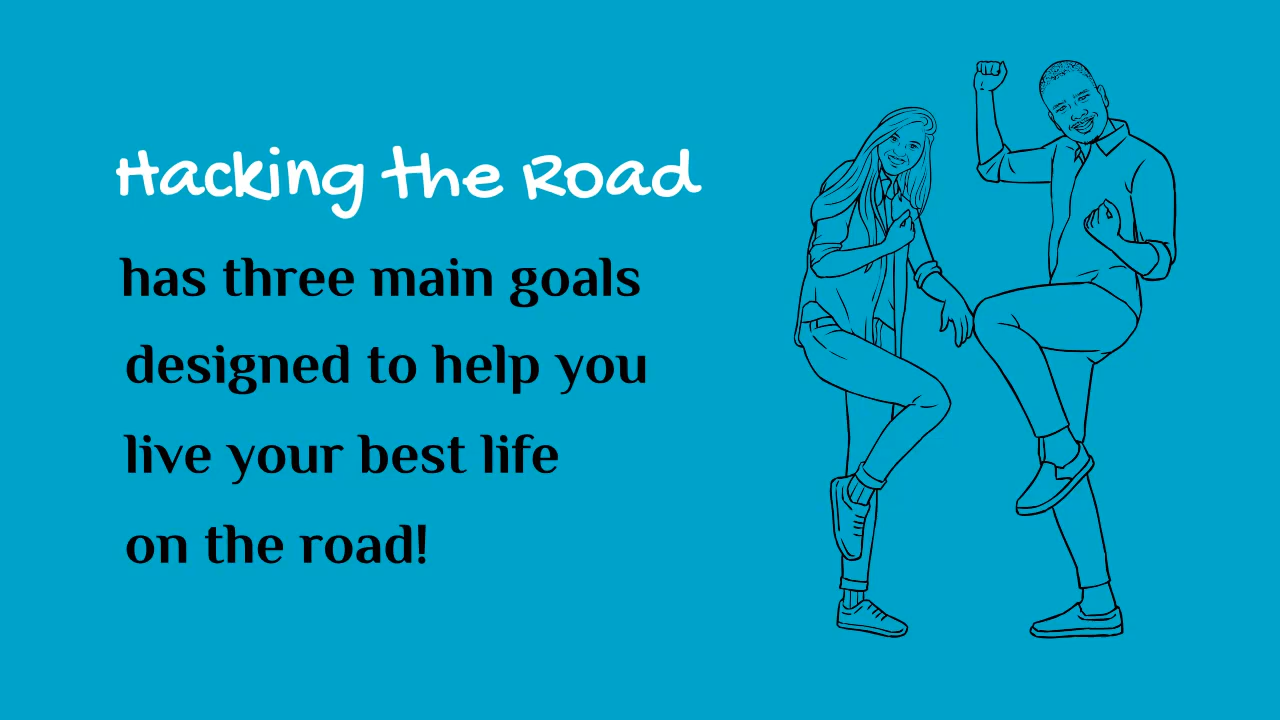 Hacking the Road
has three main goals
designed to help you
live your best life
on the road!